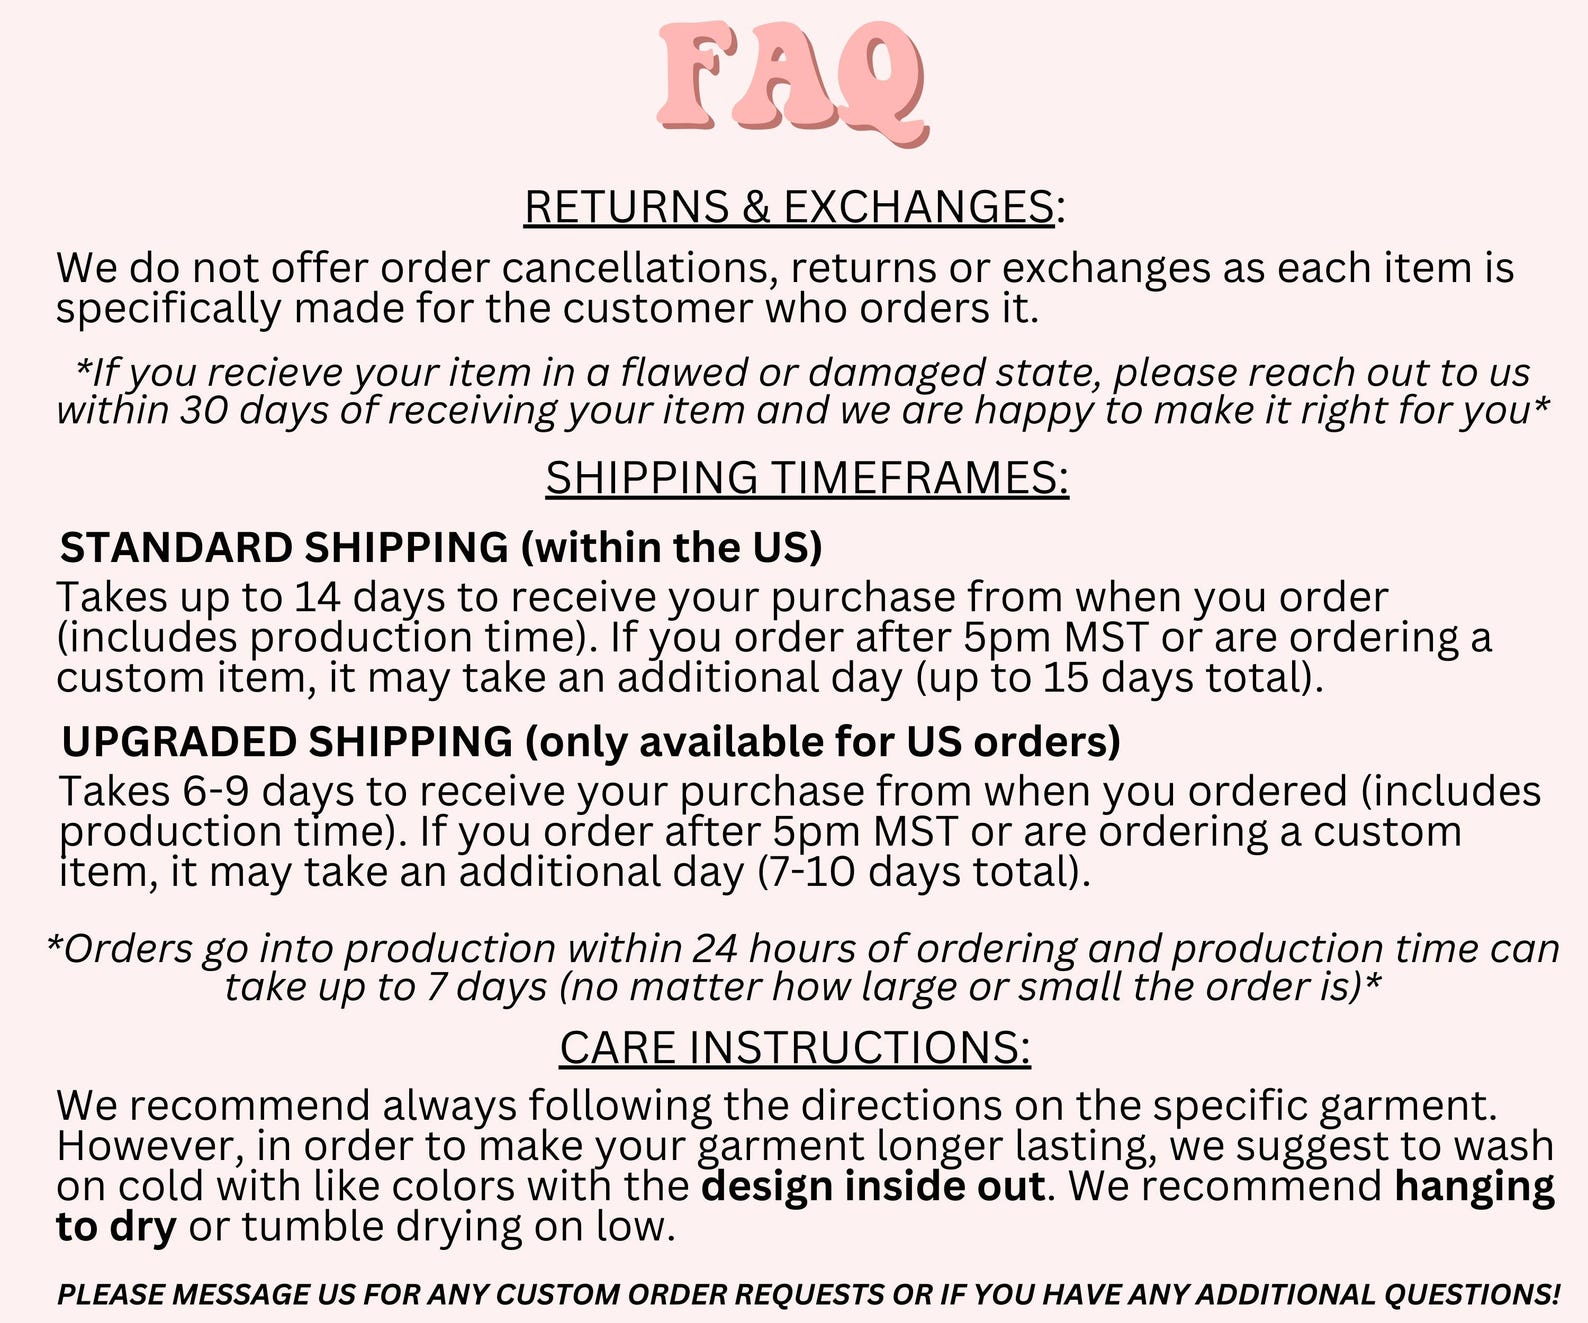 FAQ
RETURNS & EXCHANGES:
We do not offer order cancellations, returns or exchanges as each item is
specifically made for the customer who orders it.
*If you recieve your item in a flawed or damaged state, please reach out to us
within 30 days of receiving your item and we are happy to make it right for you*
SHIPPING TIMEFRAMES:
STANDARD SHIPPING (within the US)
Takes up to 14 days to receive your purchase from when you order
(includes production time). If you order after 5pm MST or are ordering a
custom item, it may take an additional day (up to 15 days total).
UPGRADED SHIPPING (only available for US orders)
Takes 6-9 days to receive your purchase from when you ordered (includes
production time). If you order after 5pm MST or are ordering a custom
item, it may take an additional day (7-10 days total).
*Orders go into production within 24 hours of ordering and production time can
take up to 7 days (no matter how large or small the order is)*
CARE INSTRUCTIONS:
We recommend always following the directions on the specific garment.
However, in order to make your garment longer lasting, we suggest to wash
on cold with like colors with the design inside out. We recommend hanging
to dry or tumble drying on low.
PLEASE MESSAGE US FOR ANY CUSTOM ORDER REQUESTS OR IF YOU HAVE ANY ADDITIONAL QUESTIONS!